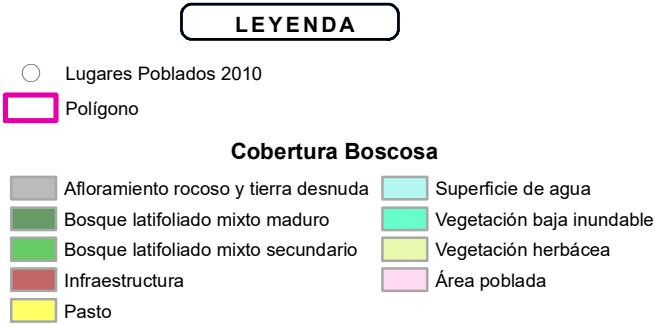 LEYENDA
Lugares Poblados 2010
Polígono
Cobertura Boscosa
Afloramiento rocoso y tierra desnuda
Bosque latifoliado mixto maduro
Bosque latifoliado mixto secundario
Infraestructura
Pasto
Superficie de agua
Vegetación baja inundable
Vegetación herbácea
Área poblada